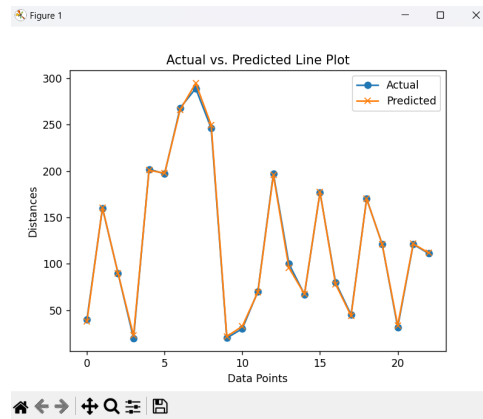 Figure 1
Actual vs. Predicted Line Plot
Actual
Predicted
300
250
200
150
100
50
Distances
0 5 10 15 20
Data Points